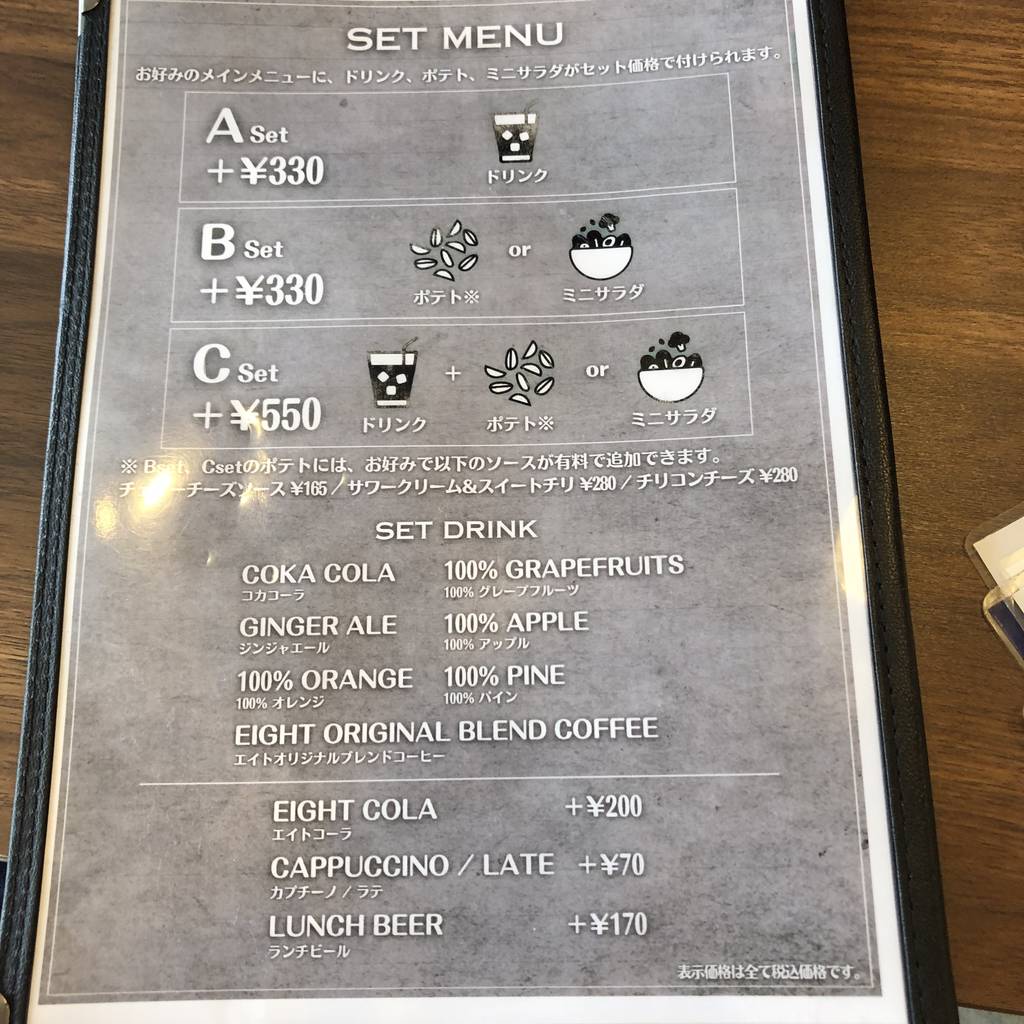 SET MENU
お好みのメインメニューに、ドリンク、ポテト、ミニサラダがセット価格で付けられます。
A Set
+¥330
ドリンク
B Set
+¥330
ポテト※
or
ミニサラダ
C Set
+¥550
ドリンク
+
ポテト※
or
ミニサラダ
※ Bset、Csetのポテトには、お好みで以下のソースが有料で追加できます。
チーズソース ¥165 / サワークリーム&スイートチリ ¥280 / チリコンチーズ ¥280
SET DRINK
COKA COLA
コカコーラ
100% GRAPEFRUITS
100% グレープフルーツ
GINGER ALE
ジンジャエール
100% APPLE
100% アップル
100% ORANGE
100% オレンジ
100% PINE
100% パイン
EIGHT ORIGINAL BLEND COFFEE
エイトオリジナルブレンドコーヒー
EIGHT COLA +¥200
エイトコーラ
CAPPUCCINO / LATE +¥70
カプチーノ / ラテ
LUNCH BEER +¥170
ランチビール
表示価格は全て税込価格です。